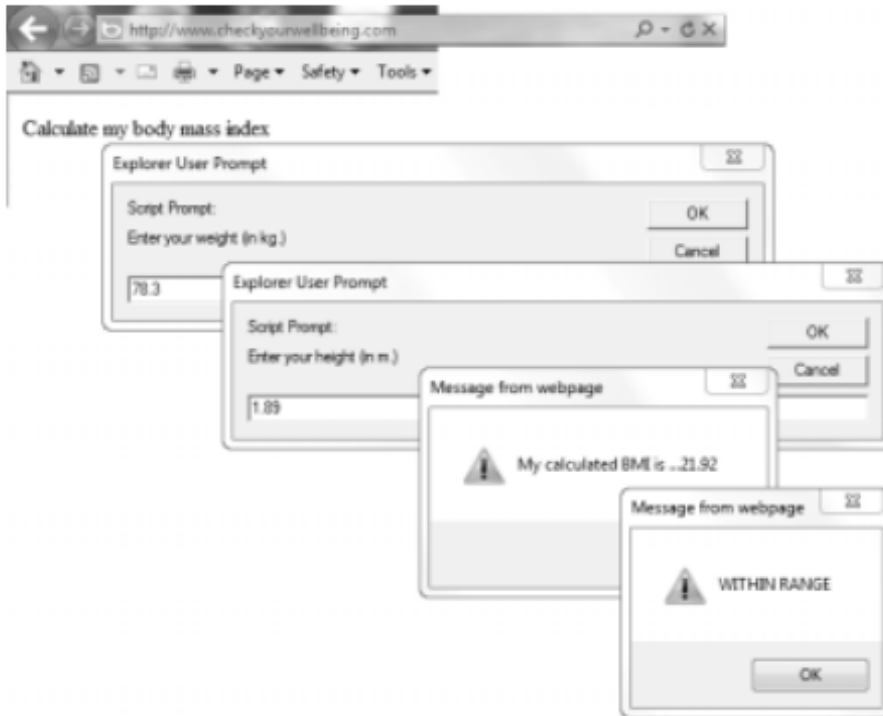 http://www.checkyourwellbeing.com
Page Safety Tools
Calculate my body mass index
Explorer User Prompt
Script Prompt:
Enter your weight (in kg.)
OK
Cancel
78.3
Explorer User Prompt
Script Prompt:
Enter your height (in m.)
OK
Cancel
1.89
Message from webpage
My calculated BMI is ...21.92
Message from webpage
WITHIN RANGE
OK